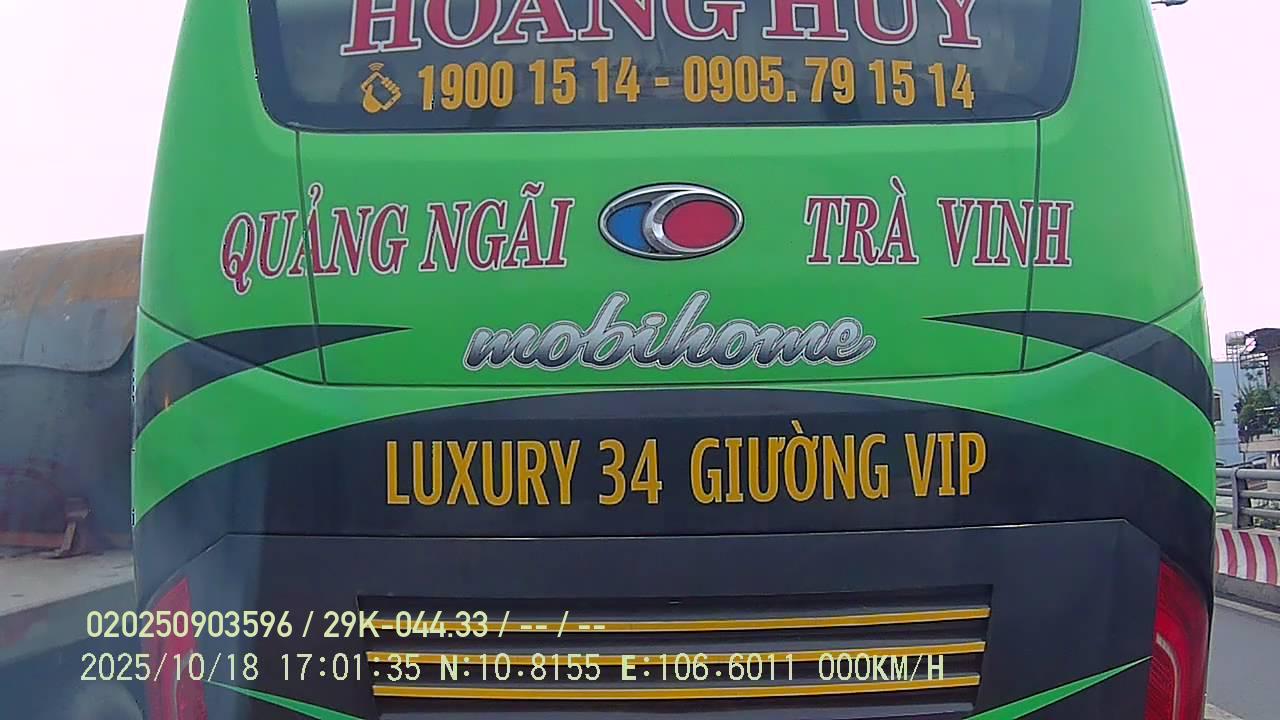 HOÀNG HUY
1900 15 14 - 0905. 79 15 14
QUẢNG NGÃI TRÀ VINH
mobihome
LUXURY 34 GIƯỜNG VIP
020250903596 / 29K-044.33 / -- / --
2025/10/18 17:01:35 N:10.8155 E:106.6011 000KM/H